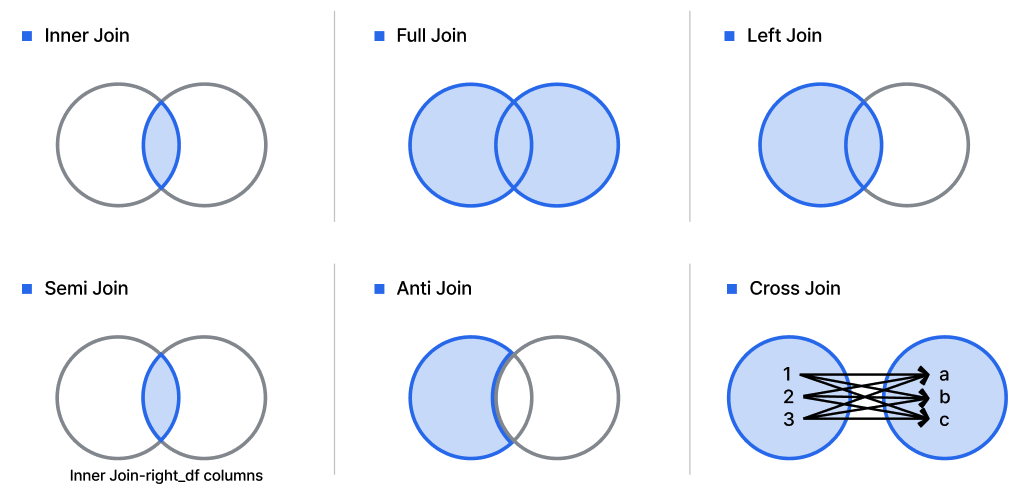 Inner Join
Full Join
Left Join
Semi Join
Inner Join-right_df columns
Anti Join
Cross Join
1 a
2 b
3 c